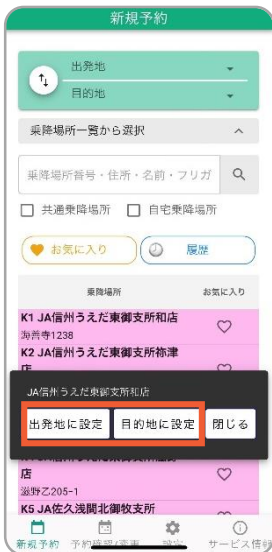 新規予約
出発地
目的地
乗降場所一覧から選択
乗降場所番号・住所・名前・フリガ
共通乗降場所 自宅乗降場所
お気に入り 履歴
乗降場所 お気に入り
K1 JA信州うえだ東御支所和店
海善寺1238
K2 JA信州うえだ東御支所祢津
店
JA信州うえだ東御支所和店
出発地に設定 目的地に設定 閉じる
店
滋野乙205-1
K5 JA佐久浅間北御牧支所
新規予約 予約確認/変更 設定 サービス情報